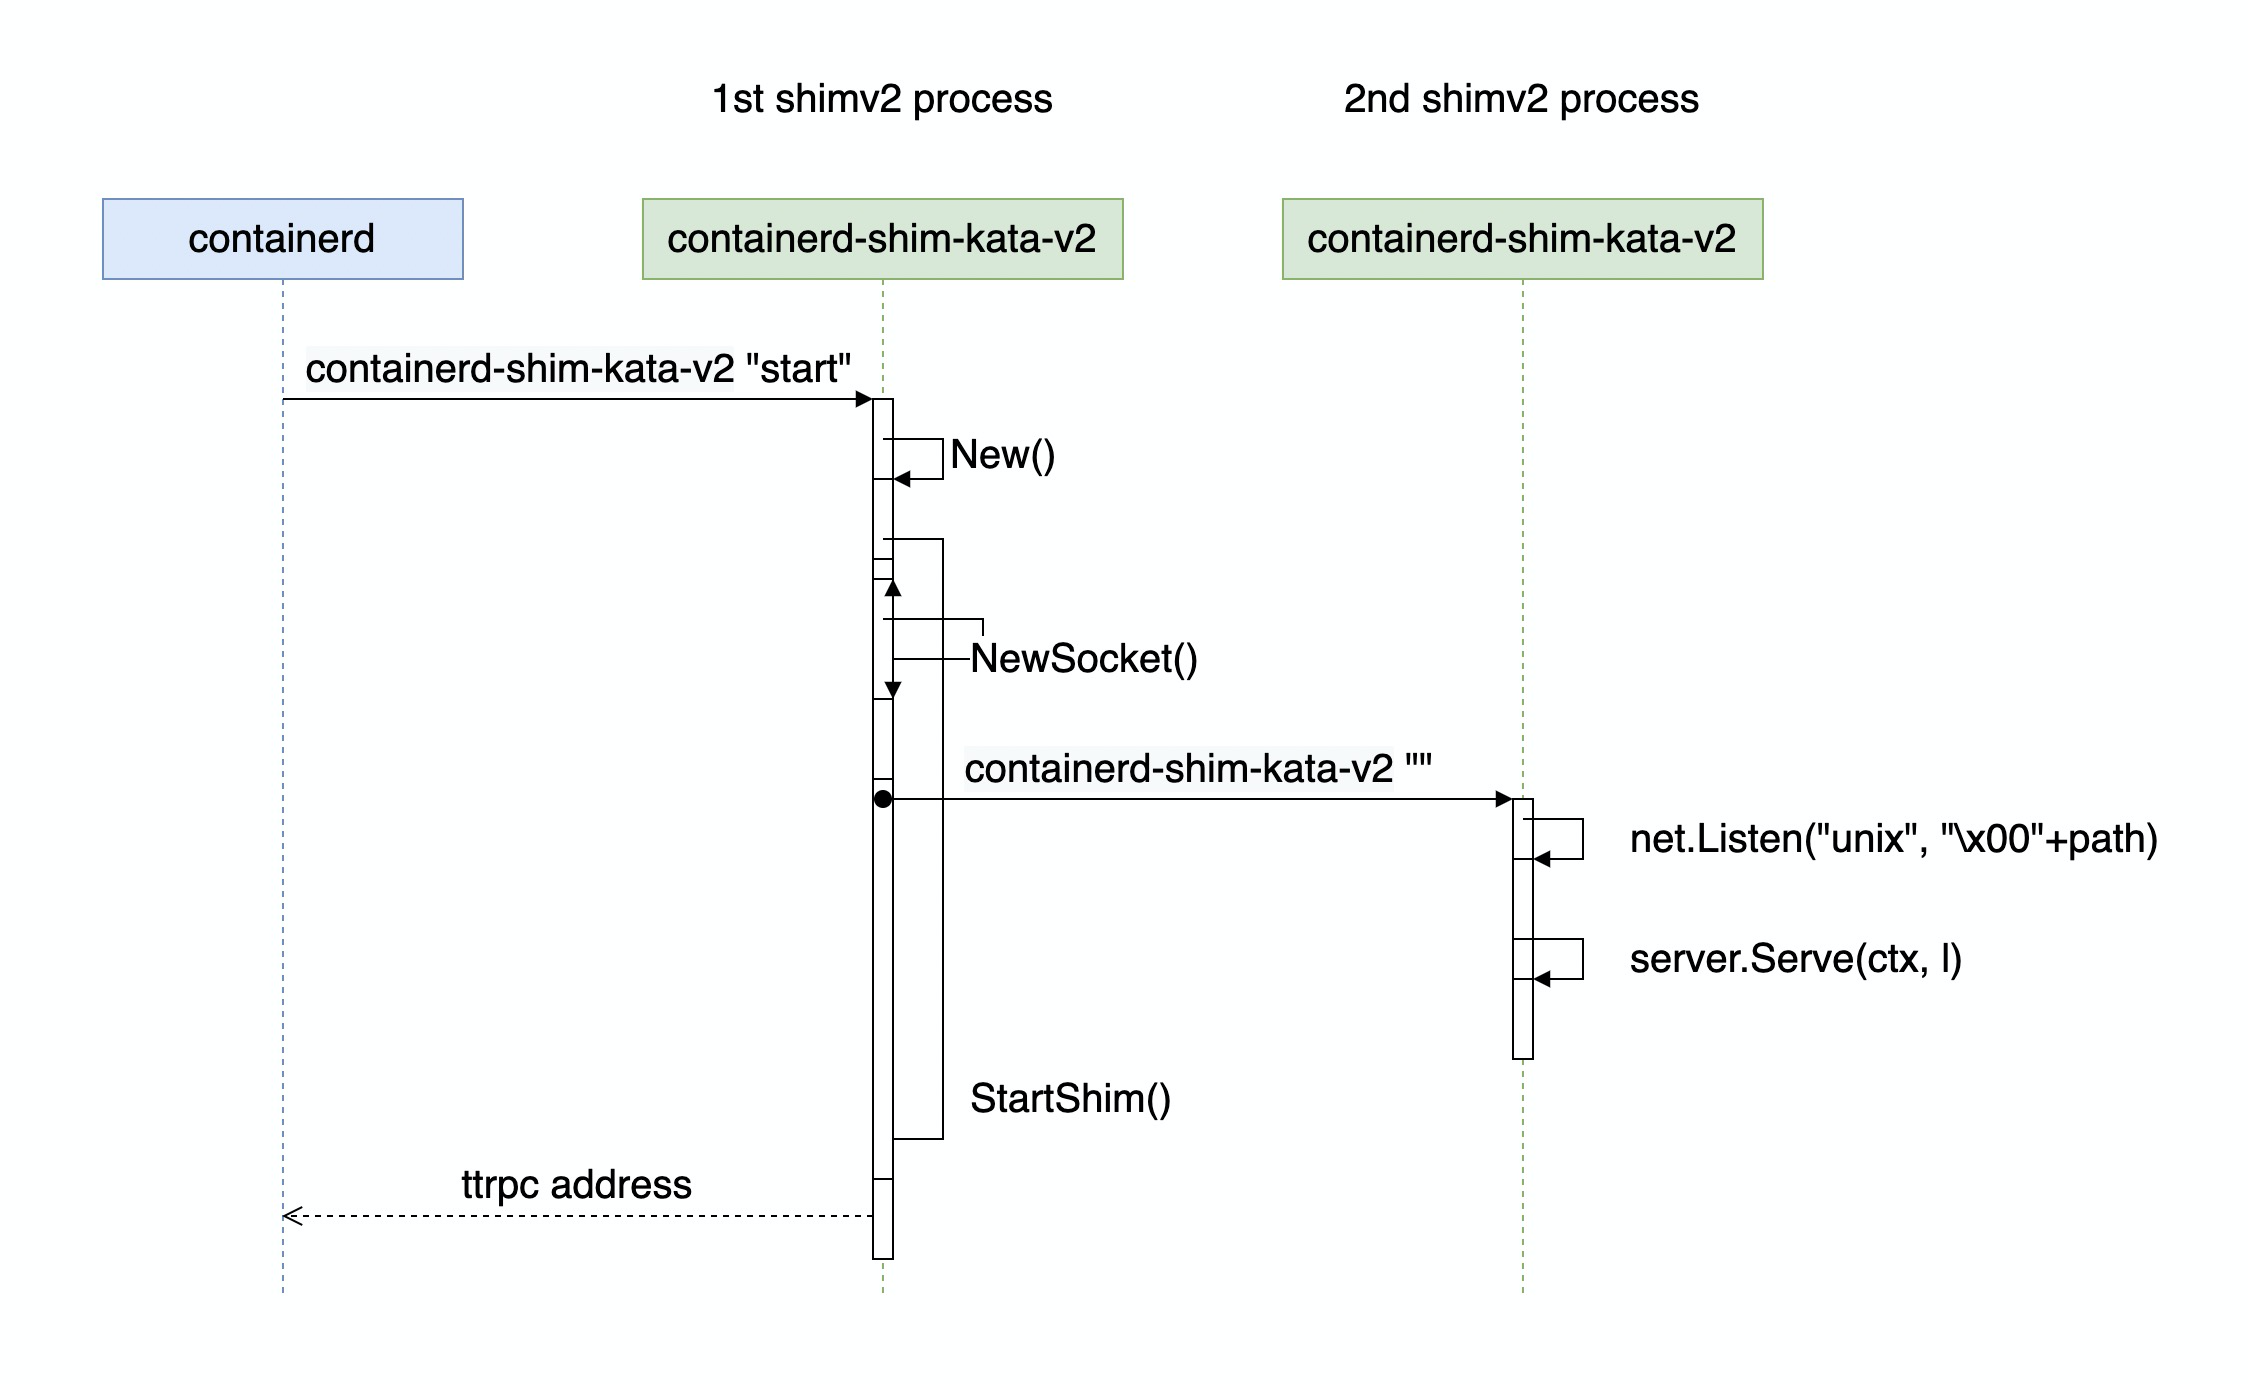 1st shimv2 process
2nd shimv2 process
containerd
containerd-shim-kata-v2
containerd-shim-kata-v2
containerd-shim-kata-v2 "start"
New()
NewSocket()
containerd-shim-kata-v2 ""
net.Listen("unix", "\x00"+path)
server.Serve(ctx, l)
StartShim()
ttrpc address